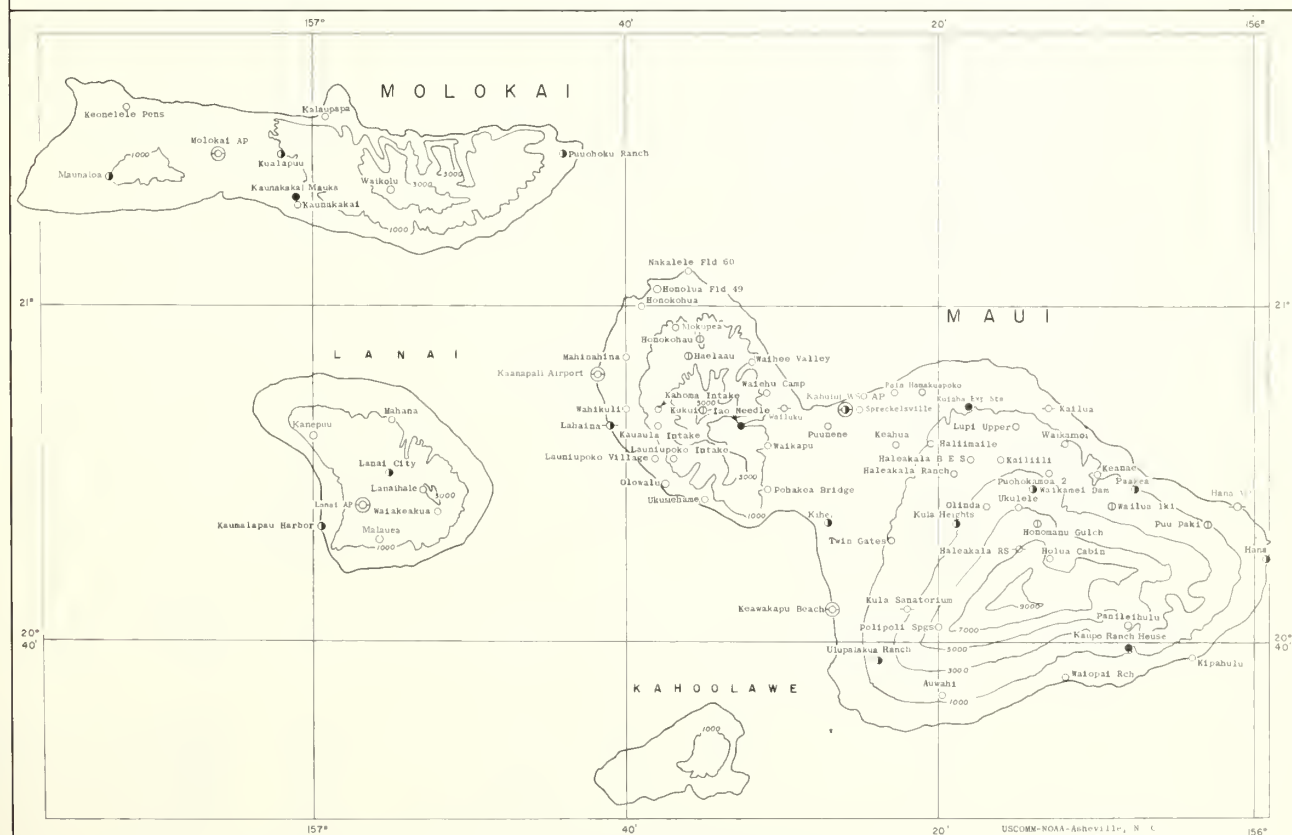 157°
40'
20'
156°
MOLOKAI
Keonelele Pens
Kalaupapa
Molokai AP
1000
Kualapuu
3000
Puuohoku Ranch
Maunaloa
Waikolu
Kaunakakai Mauka
Kaunakakai
1000
Nakalele Fld 60
Honolua Fld 49
21°
Honokohua
21°
MAUI
Mokupea
Honokohau
LANAI
Mahinahina
Haelaau
Waihee Valley
Kaanapali Airport
Waiehu Camp
Kahoma Intake
5000
Kahului WSO AP
Mahana
Wahikuli
Kukui
Iao Needle
Wailuku
Spreckelsville
Kailua
Kanepuu
Lahaina
Kauaula Intake
Puunene
Lupi Upper
Waikapu
Keahua
Haliimaile
Waikamoi
Lanai City
Launiupoko Village
Launiupoko Intake
Haleakala B E S
Kailiili
Haleakala Ranch
Keanae
Lanaihale
3000
Olowalu
3000
Pohakoa Bridge
Puohokamoa 2
Waikamoi Dam
Paakea
Lanai AP
Waiakeakua
Ukumehame
1000
Olinda
Ukulele
Wailua Iki
Hana AP
Kaumalapau Harbor
Kihei
Kula Heights
Honomanu Gulch
Puu Paki
Malauea
1000
Twin Gates
Haleakala RS
Holua Cabin
Hana
Keawakapu Beach
Kula Sanatorium
9000
20°
40'
Polipoli Spgs
7000
Panileihulu
20°
40'
5000
Kaupo Ranch House
Ulupalakua Ranch
3000
Kipahulu
Waiopai Rch
KAHOOLAWE
Auwahi
1000
1000
157°
40'
20'
156°
USCOMM-NOAA-Asheville, N C